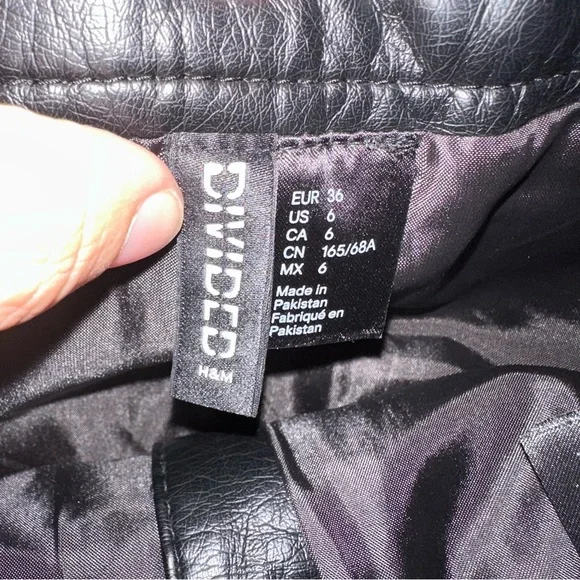 DIVIDED
H&M
EUR 36
US 6
CA 6
CN 165/68A
MX 6
Made in
Pakistan
Fabriqué en
Pakistan